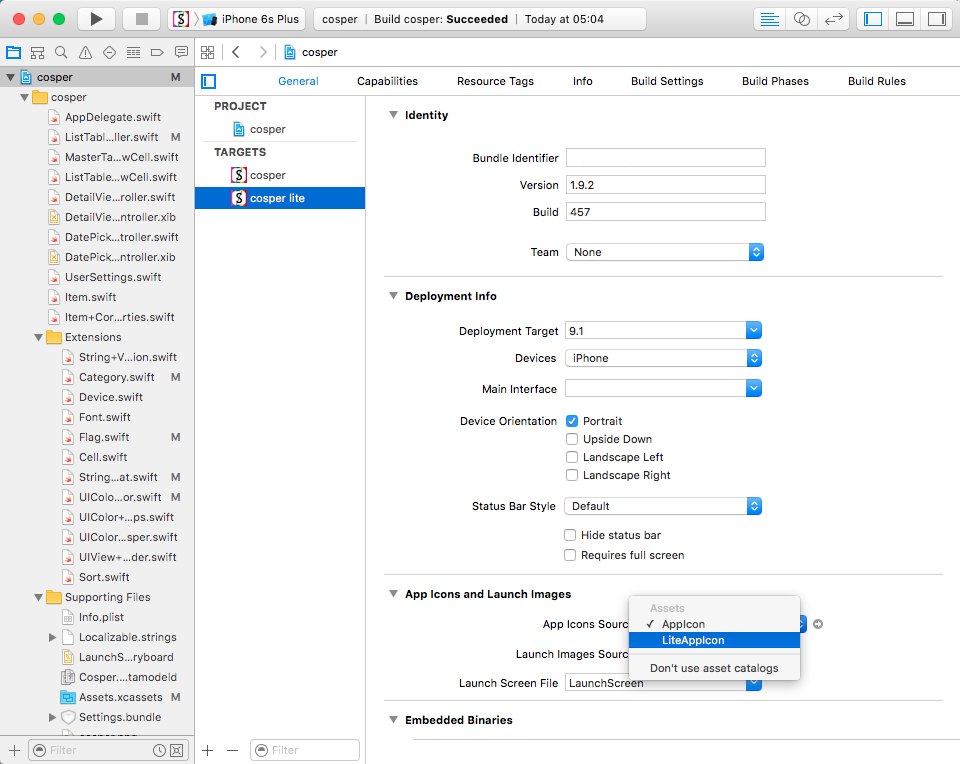 iPhone 6s Plus
cosper | Build cosper: Succeeded | Today at 05:04
cosper
cosper M
cosper
AppDelegate.swift
ListTabl...ller.swift M
MasterTa...wCell.swift
ListTable...wCell.swift
DetailVie...roller.swift
DetailVie...ntroller.xib
DatePick...troller.swift
DatePick...ntroller.xib
UserSettings.swift
Item.swift
Item+Cor...rties.swift
Extensions
String+V...ion.swift
Category.swift M
Device.swift
Font.swift
Flag.swift M
Cell.swift
String...at.swift M
UIColo...or.swift M
UIColor+...ps.swift
UIColor...sper.swift
UIView+...der.swift
Sort.swift
Supporting Files
Info.plist
Localizable.strings
LaunchS...ryboard
Cosper....tamodeld
Assets.xcassets M
Settings.bundle
Filter
General Capabilities Resource Tags Info Build Settings Build Phases Build Rules
PROJECT
cosper
TARGETS
cosper
cosper lite
Filter
Identity
Bundle Identifier
Version 1.9.2
Build 457
Team None
Deployment Info
Deployment Target 9.1
Devices iPhone
Main Interface
Device Orientation Portrait
Upside Down
Landscape Left
Landscape Right
Status Bar Style Default
Hide status bar
Requires full screen
App Icons and Launch Images
App Icons Sourc
Launch Images Sourc
Launch Screen File LaunchScreen
Assets
✓ AppIcon
LiteAppIcon
Don't use asset catalogs
Embedded Binaries